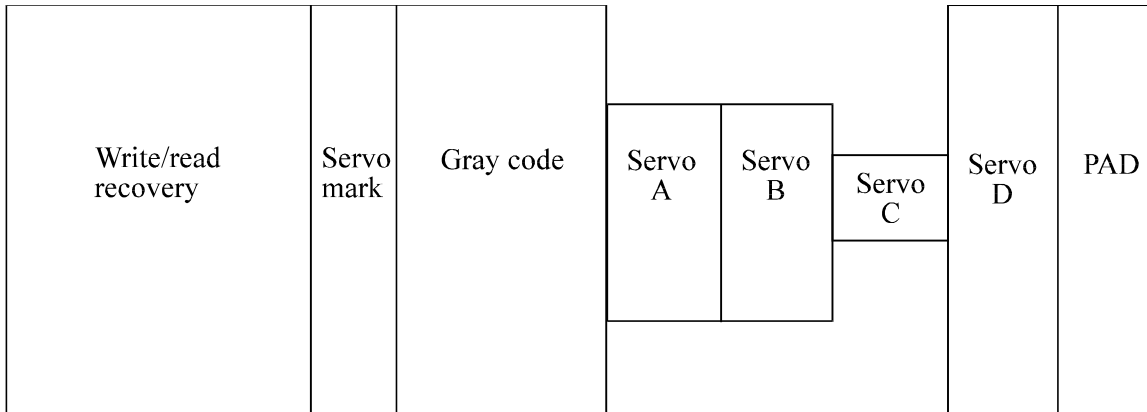 Write/read
recovery
Servo
mark
Gray code
Servo
A
Servo
B
Servo
C
Servo
D
PAD